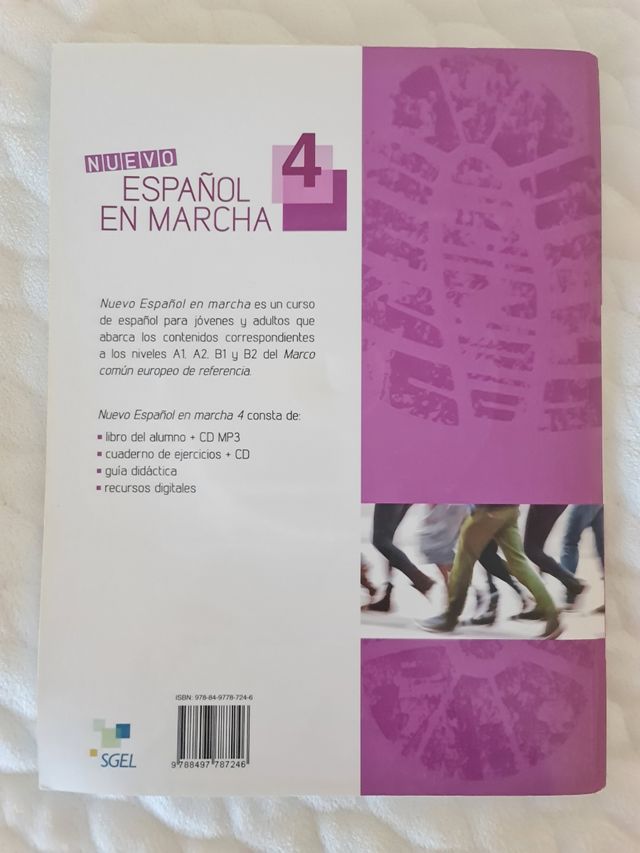 NUEVO
4
ESPAÑOL
EN MARCHA
Nuevo Español en marcha es un curso
de español para jóvenes y adultos que
abarca los contenidos correspondientes
a los niveles A1, A2, B1 y B2 del Marco
común europeo de referencia.
Nuevo Español en marcha 4 consta de:
▪ libro del alumno + CD MP3
▪ cuaderno de ejercicios + CD
▪ guía didáctica
▪ recursos digitales
ISBN: 978-84-9778-724-6
9 788497 787246
SGEL